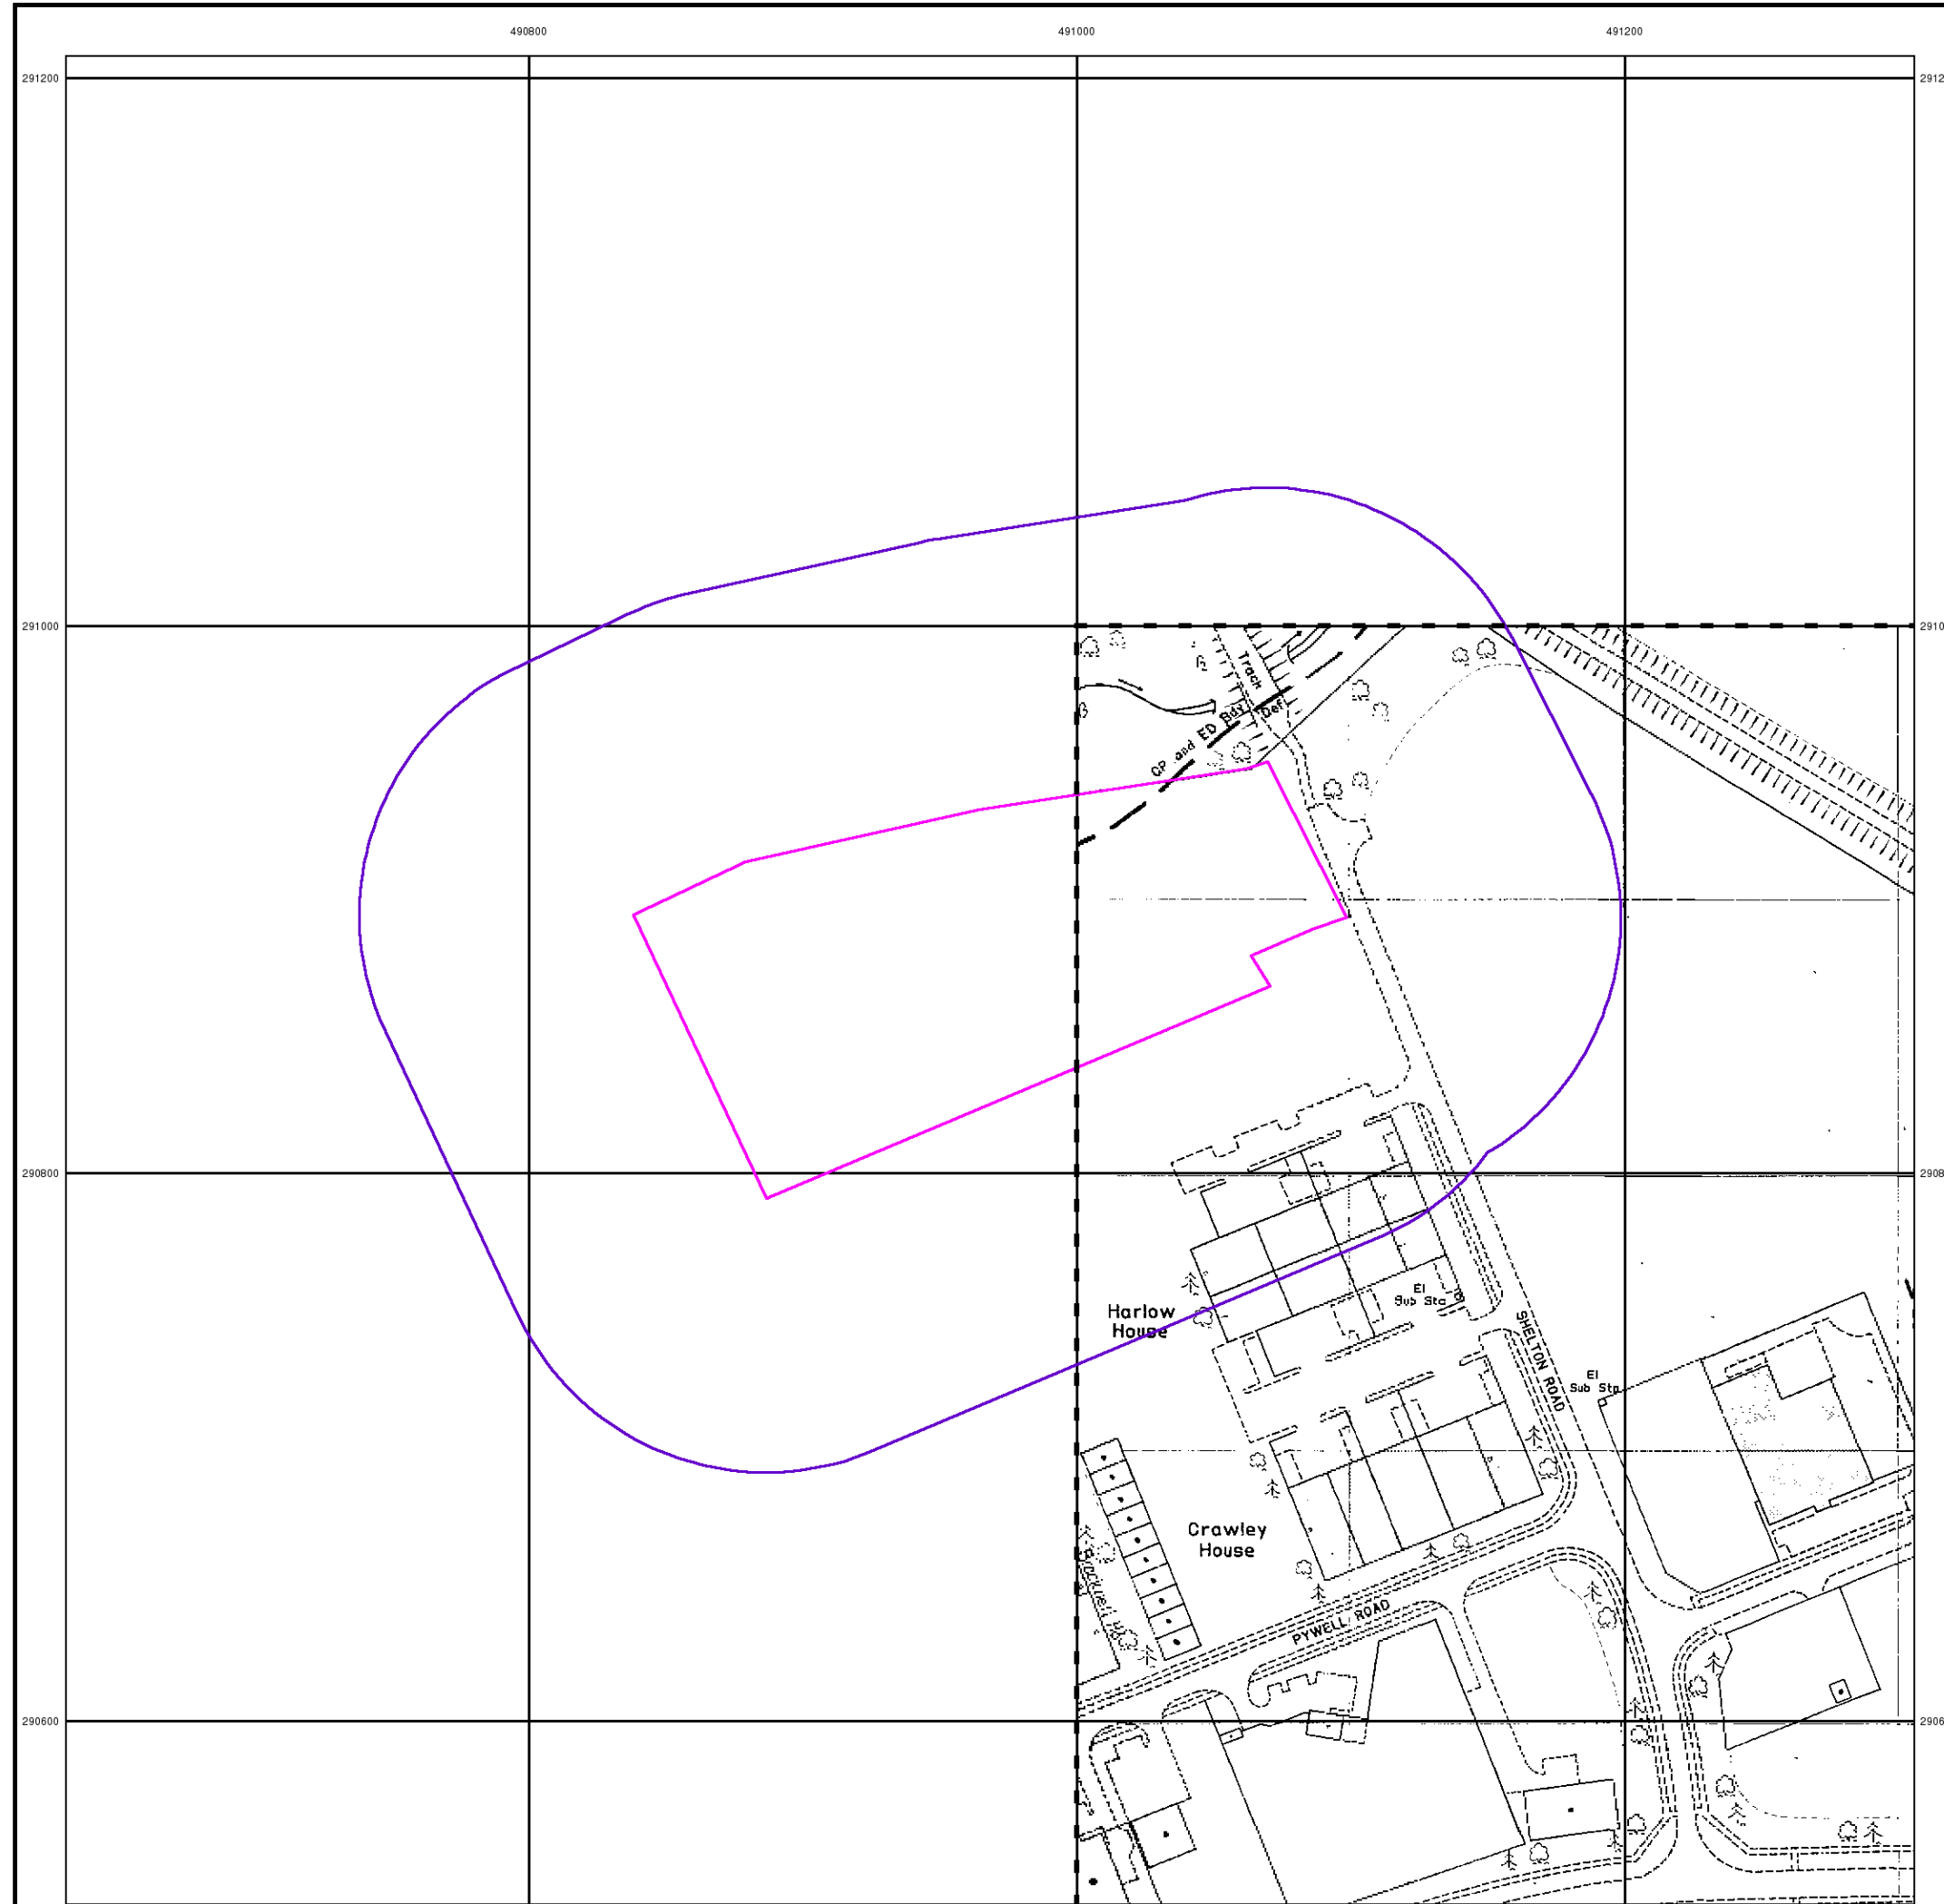 490800
491000
491200
291200
2912
291000
2910
Track
CP and ED Bdy
Def
290800
2908
El
Sub Sta
Harlow
House
SHELTON ROAD
El
Sub Sta
Crawley
House
PYWELL ROAD
290600
2906